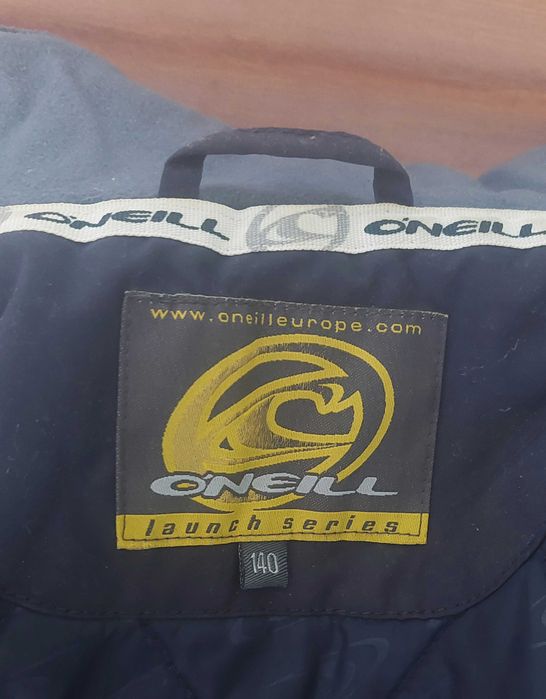 O'NEILL O'NEILL
www.oneilleurope.com
O'NEILL
launch series
140